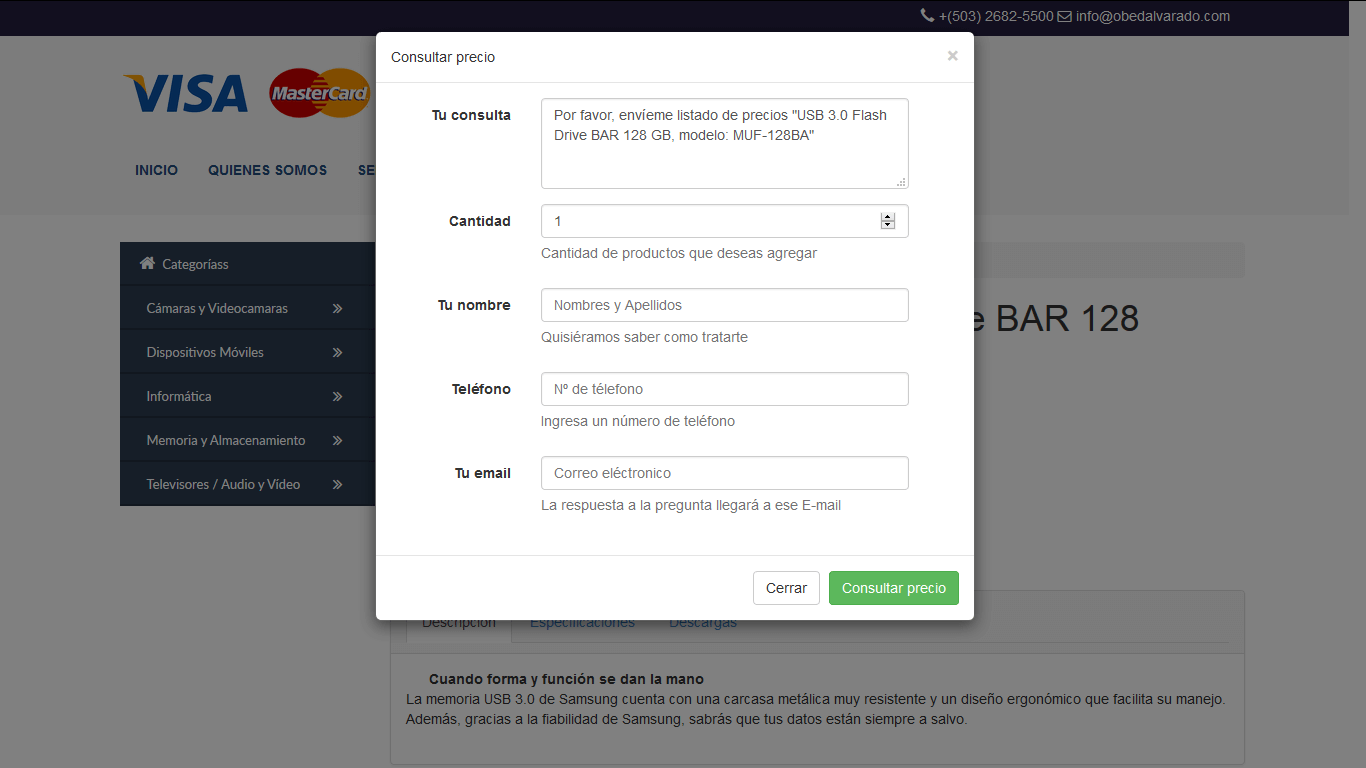 +(503) 2682-5500 info@obedalvarado.com
VISA MasterCard
INICIO QUIENES SOMOS SE
Categoríass
Cámaras y Videocamaras
Dispositivos Móviles
Informática
Memoria y Almacenamiento
Televisores / Audio y Vídeo
Consultar precio ×
Tu consulta
Por favor, envíeme listado de precios "USB 3.0 Flash
Drive BAR 128 GB, modelo: MUF-128BA"
Cantidad
1
Cantidad de productos que deseas agregar
Tu nombre
Nombres y Apellidos
Quisiéramos saber como tratarte
Teléfono
Nº de télefono
Ingresa un número de teléfono
Tu email
Correo eléctronico
La respuesta a la pregunta llegará a ese E-mail
Cerrar Consultar precio
e BAR 128
Descripción Especificaciones Descargas
Cuando forma y función se dan la mano
La memoria USB 3.0 de Samsung cuenta con una carcasa metálica muy resistente y un diseño ergonómico que facilita su manejo.
Además, gracias a la fiabilidad de Samsung, sabrás que tus datos están siempre a salvo.